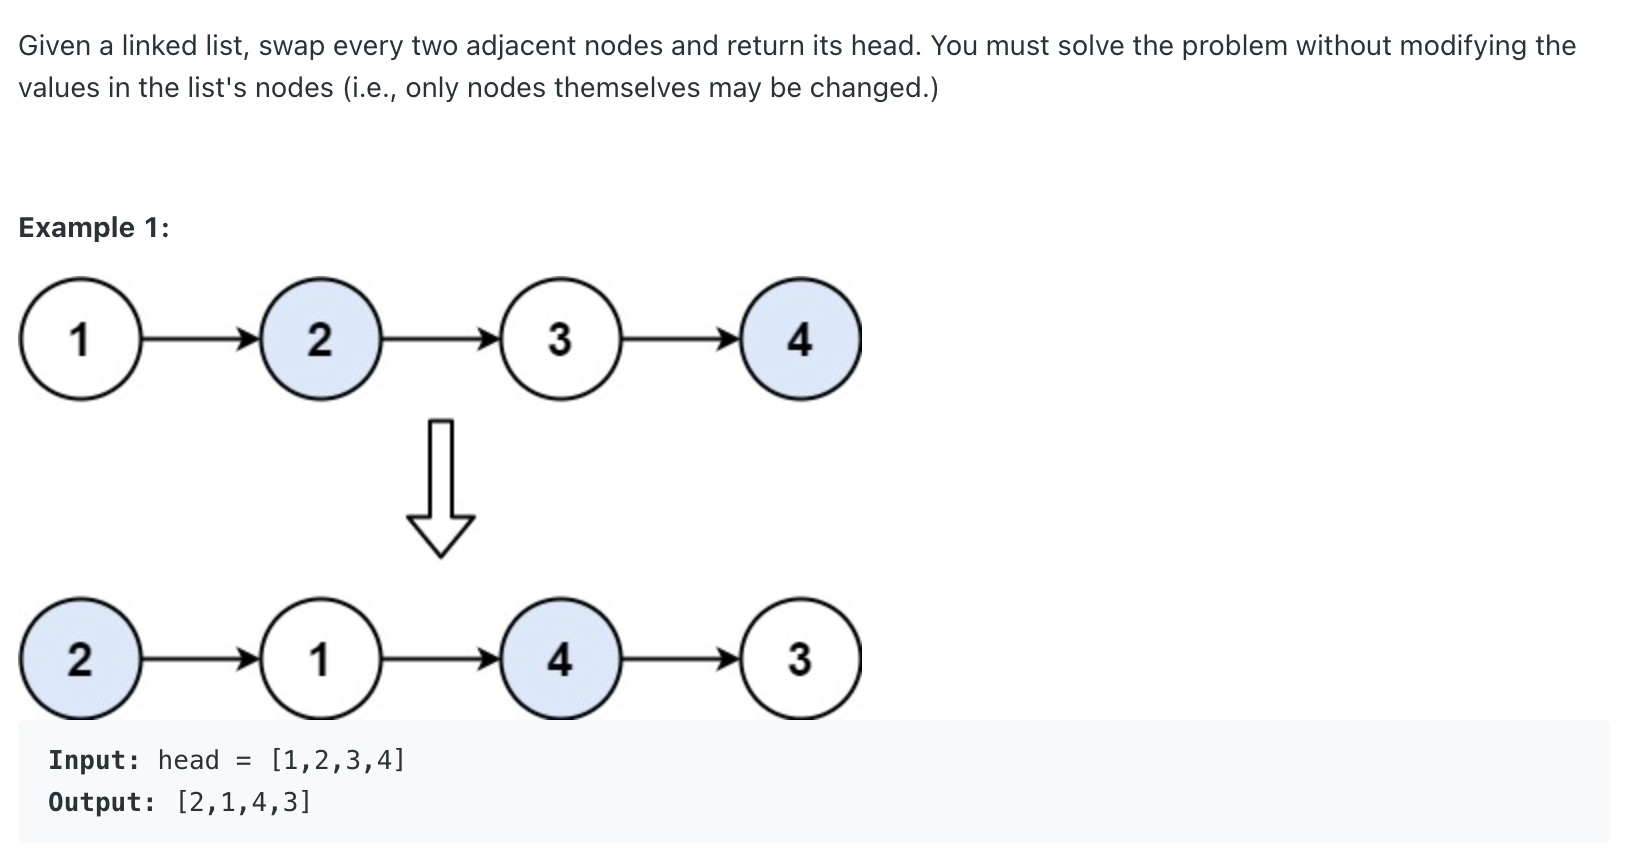 Given a linked list, swap every two adjacent nodes and return its head. You must solve the problem without modifying the
values in the list's nodes (i.e., only nodes themselves may be changed.)
Example 1:
1 2 3 4
2 1 4 3
Input: head = [1,2,3,4]
Output: [2,1,4,3]